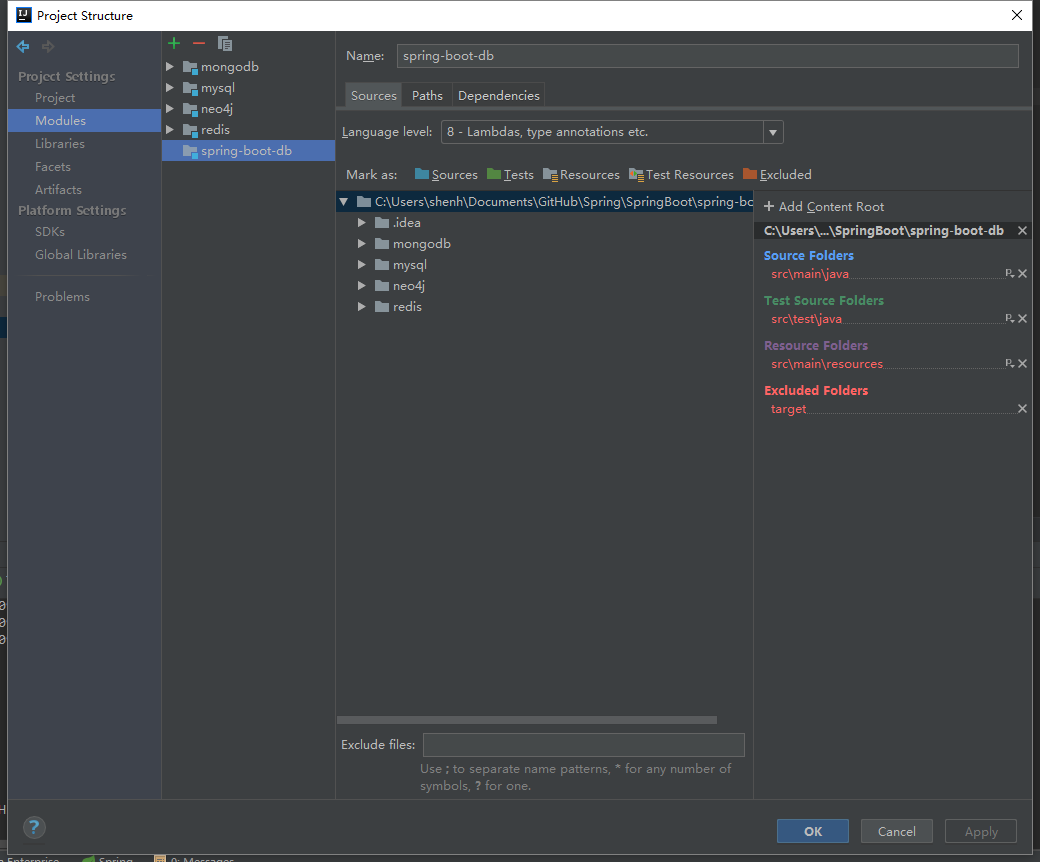 Project Structure
Project Settings
Project
Modules
Libraries
Facets
Artifacts
Platform Settings
SDKs
Global Libraries
Problems
mongodb
mysql
neo4j
redis
spring-boot-db
Name: spring-boot-db
Sources Paths Dependencies
Language level: 8 - Lambdas, type annotations etc.
Mark as: Sources Tests Resources Test Resources Excluded
C:\Users\shenh\Documents\GitHub\Spring\SpringBoot\spring-bo
.idea
mongodb
mysql
neo4j
redis
+ Add Content Root
C:\Users\...\SpringBoot\spring-boot-db
Source Folders
src\main\java
Test Source Folders
src\test\java
Resource Folders
src\main\resources
Excluded Folders
target
Exclude files:
Use ; to separate name patterns, * for any number of
symbols, ? for one.
?
OK Cancel Apply
Enterprise Spring 0: Messages